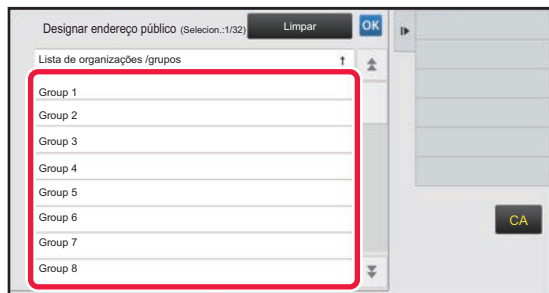 Designar endereço público (Selecion.:1/32) Limpar OK
Lista de organizações /grupos
Group 1
Group 2
Group 3
Group 4
Group 5
Group 6
Group 7
Group 8
CA